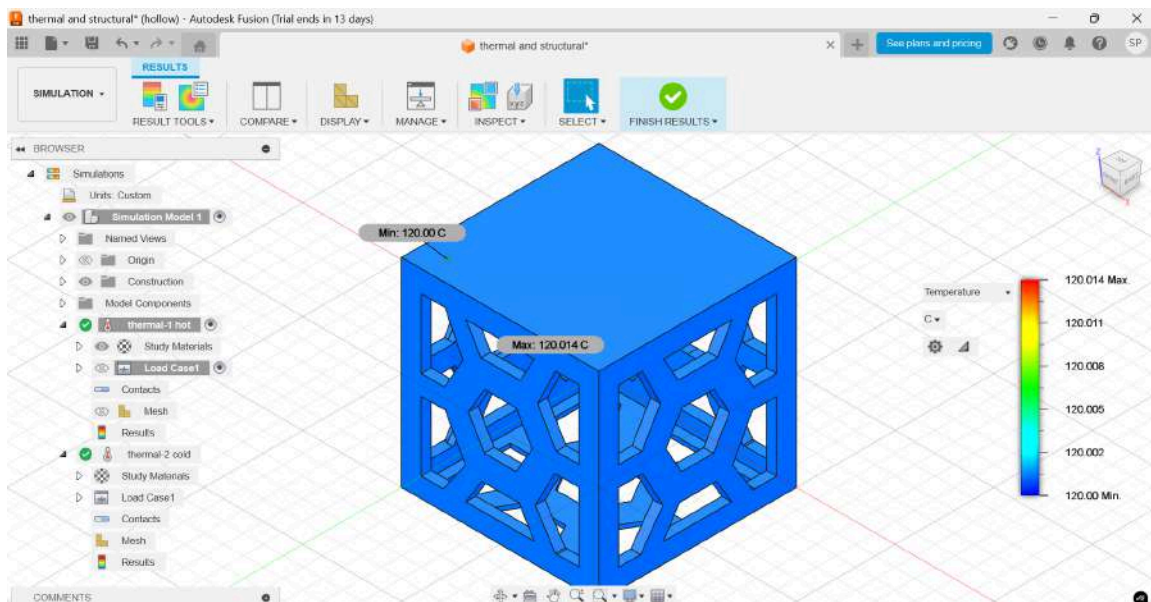 thermal and structural* (hollow) - Autodesk Fusion (Trial ends in 13 days)
thermal and structural*
See plans and pricing
SP
RESULTS
SIMULATION
RESULT TOOLS
COMPARE
DISPLAY
MANAGE
INSPECT
SELECT
FINISH RESULTS
BROWSER
Simulations
Units: Custom
Simulation Model 1
Named Views
Origin
Construction
Model Components
thermal-1 hot
Study Materials
Load Case1
Contacts
Mesh
Results
thermal-2 cold
Study Materials
Load Case1
Contacts
Mesh
Results
COMMENTS
Min: 120.00 C
Max: 120.014 C
Z
X
Temperature
C
120.014 Max.
120.011
120.008
120.005
120.002
120.00 Min.